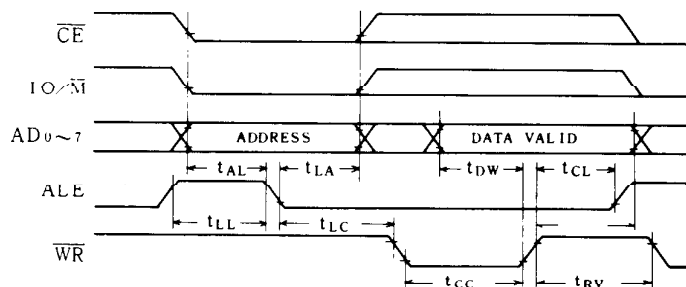 CE
IO/M
AD0~7
ADDRESS
DATA VALID
tAL
tLA
tDW
tCL
ALE
tLL
tLC
WR
tCC
tRV